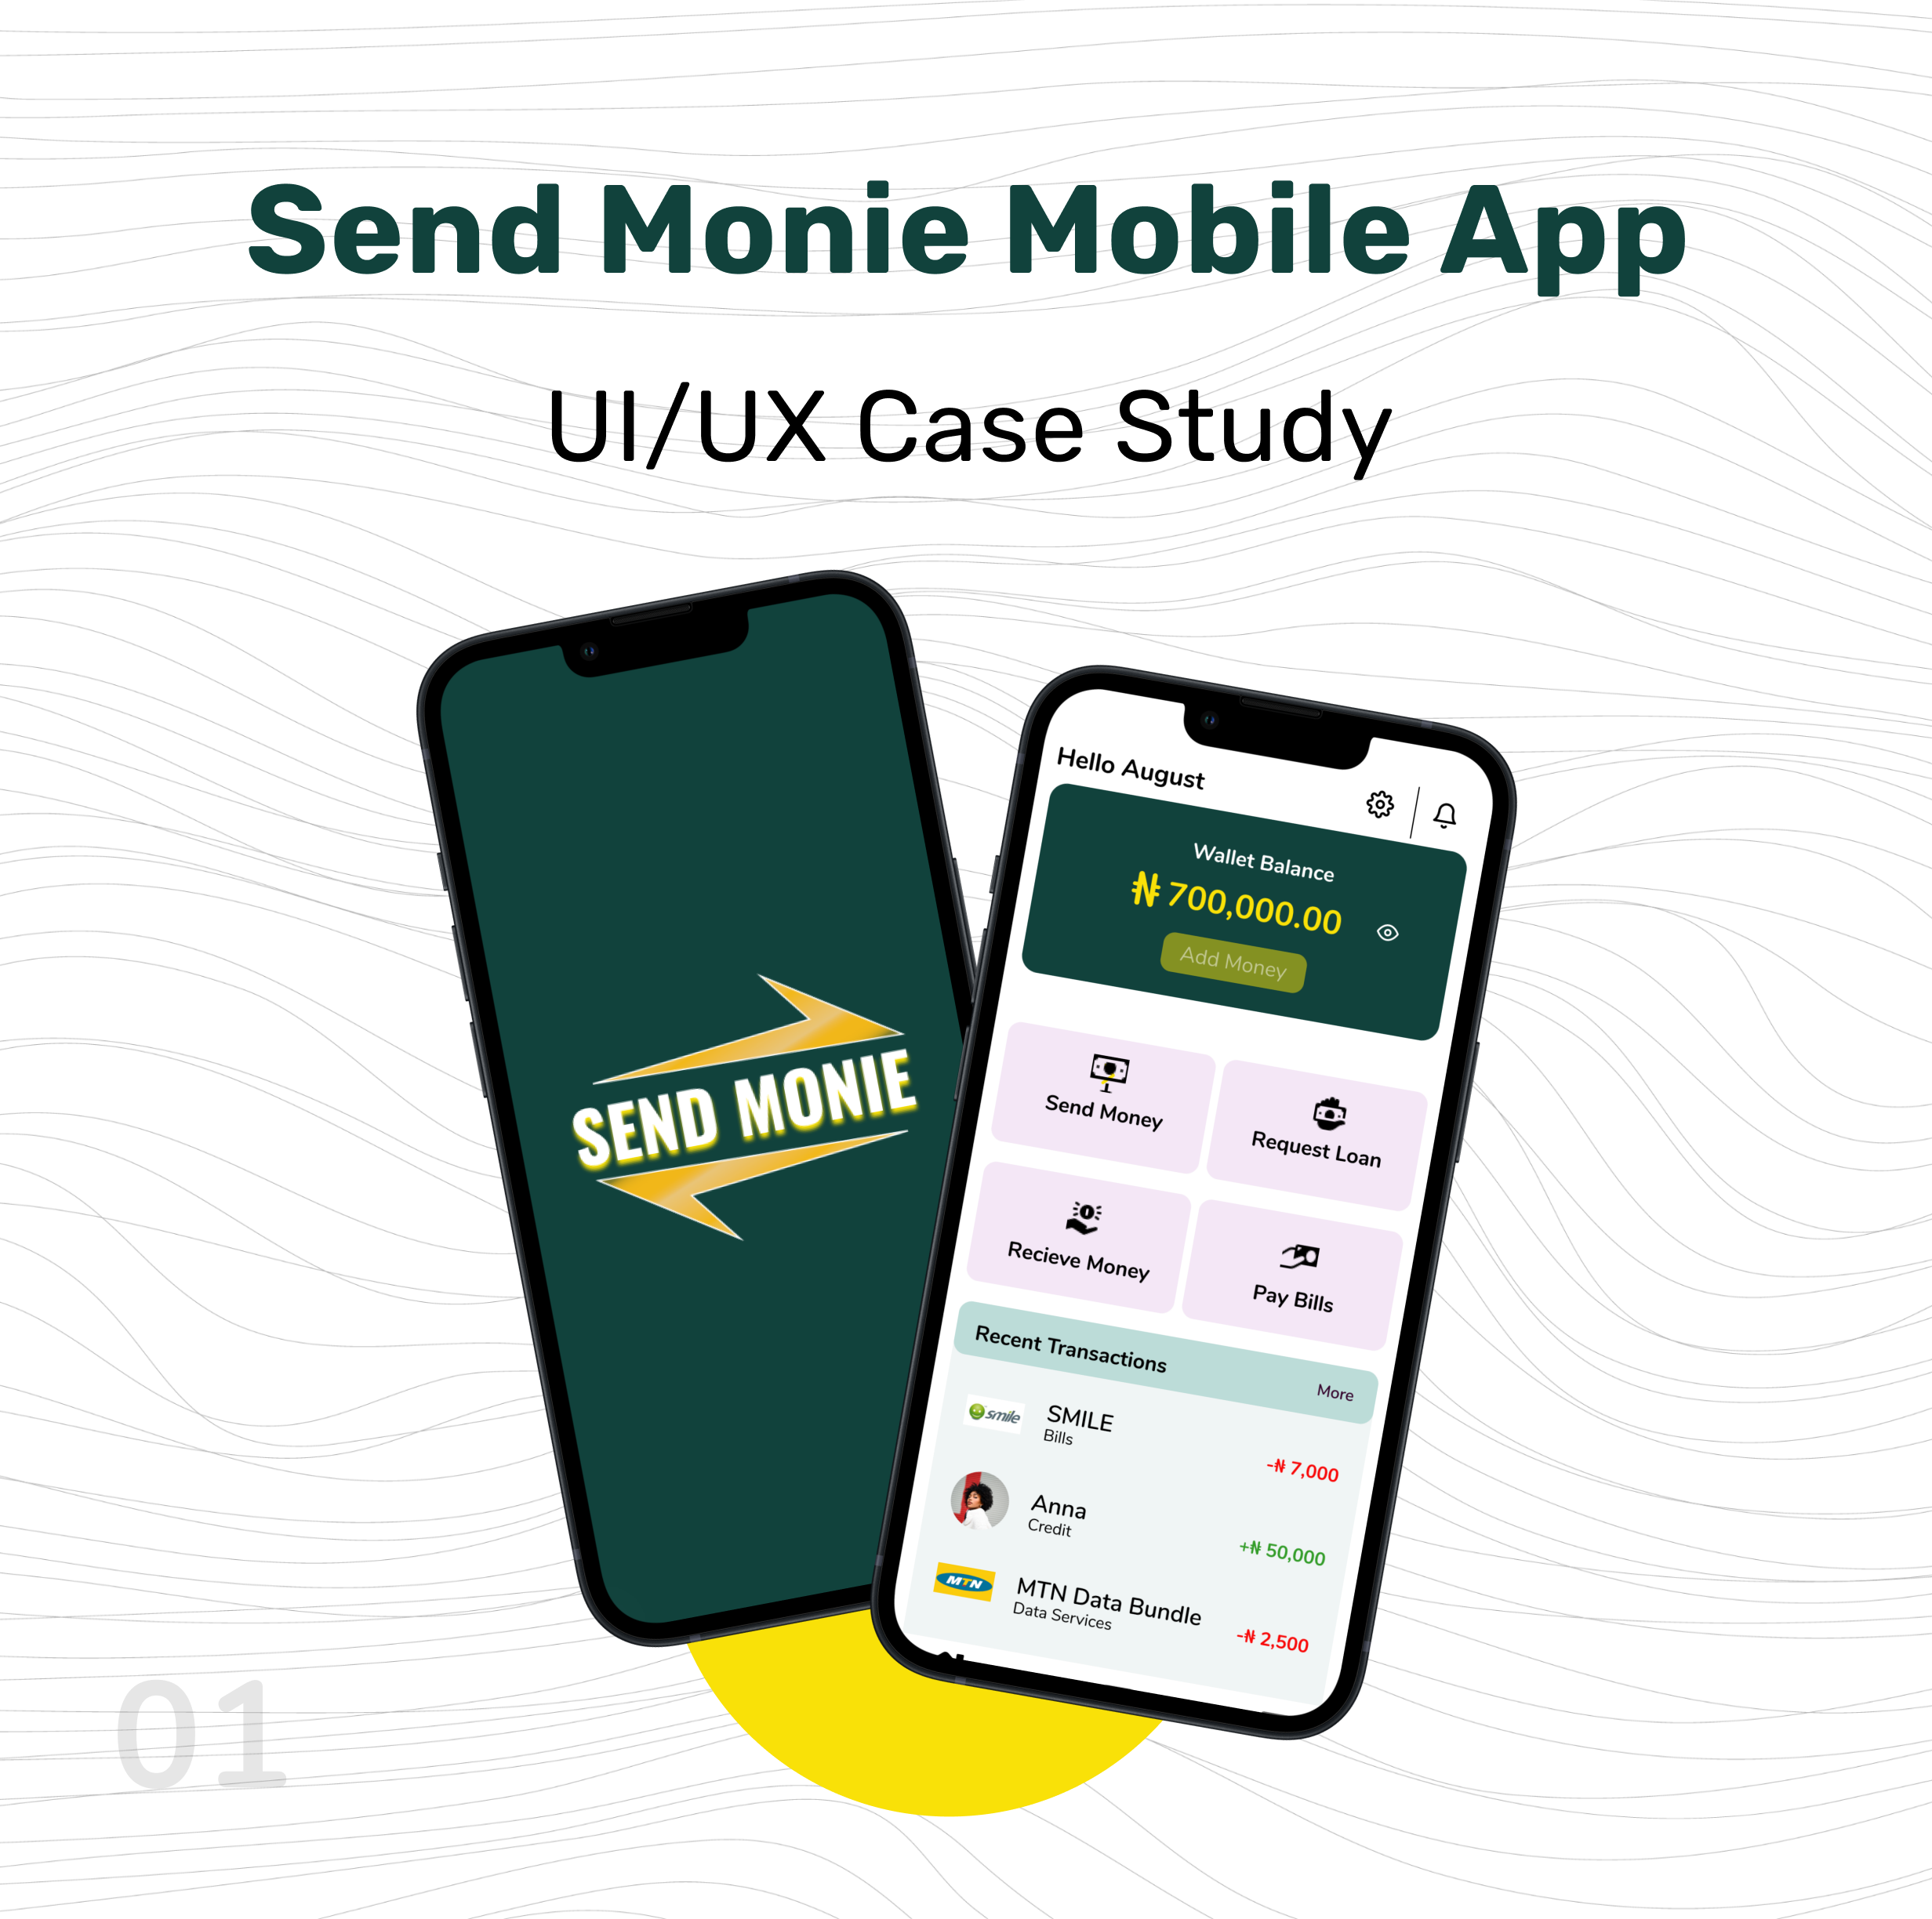 Send Monie Mobile App
UI/UX Case Study
SEND MONIE
Hello August
Wallet Balance
₦ 700,000.00
Add Money
Send Money
Request Loan
Recieve Money
Pay Bills
Recent Transactions
More
smile
SMILE
Bills
-₦ 7,000
Anna
Credit
+₦ 50,000
MTN
MTN Data Bundle
Data Services
-₦ 2,500
01